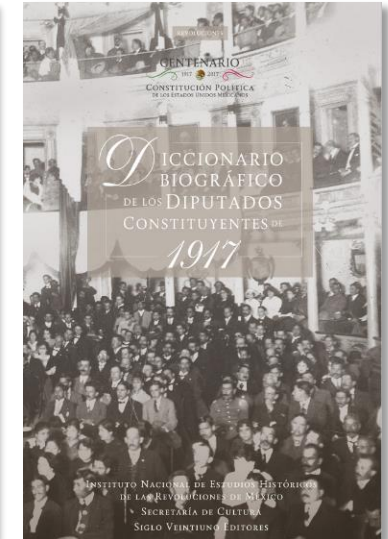 CENTENARIO
1917 2017
CONSTITUCIÓN POLÍTICA
DE LOS ESTADOS UNIDOS MEXICANOS
DICCIONARIO
BIOGRÁFICO
DE LOS DIPUTADOS
CONSTITUYENTES DE
1917
INSTITUTO NACIONAL DE ESTUDIOS HISTÓRICOS
DE LAS REVOLUCIONES DE MÉXICO
SECRETARÍA DE CULTURA
SIGLO VEINTIUNO EDITORES